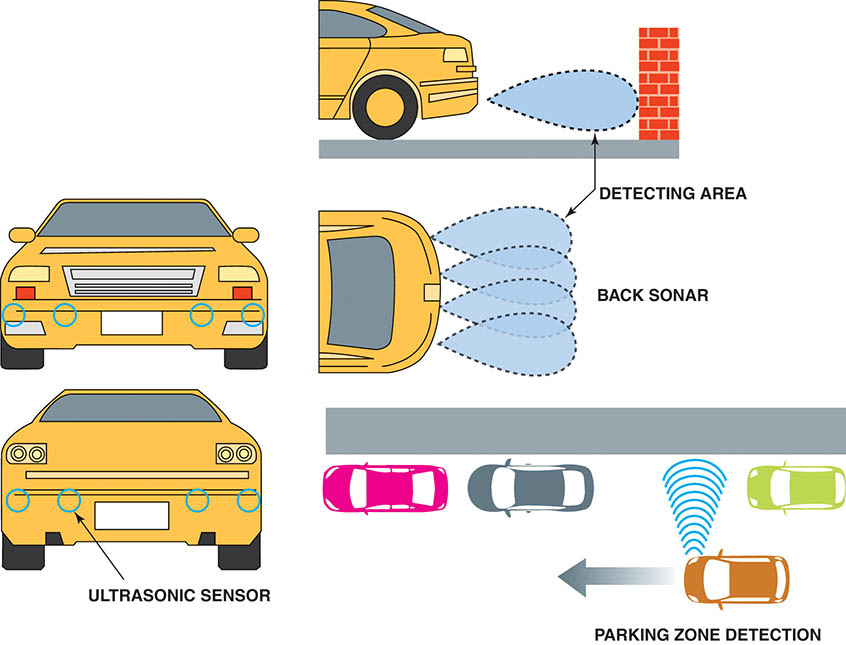 DETECTING AREA
BACK SONAR
ULTRASONIC SENSOR
PARKING ZONE DETECTION